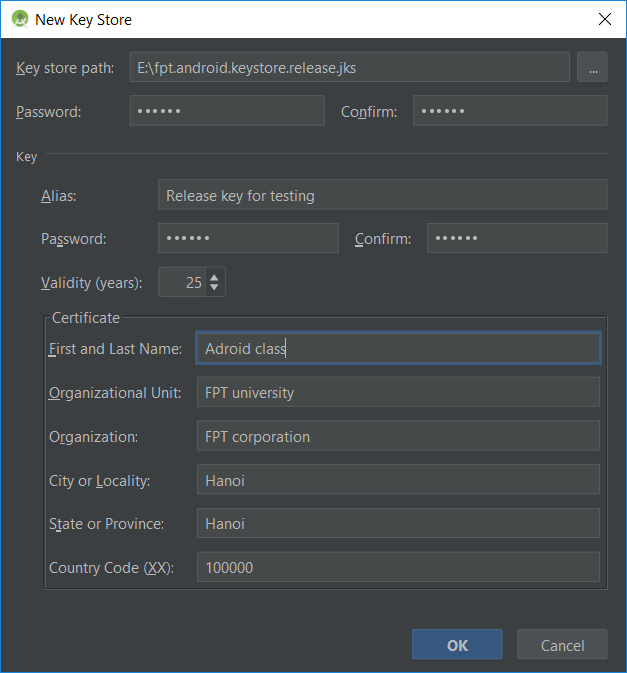 New Key Store
Key store path: E:\fpt.android.keystore.release.jks ...
Password: •••••• Confirm: ••••••
Key
Alias: Release key for testing
Password: •••••• Confirm: ••••••
Validity (years): 25
Certificate
First and Last Name: Adroid class
Organizational Unit: FPT university
Organization: FPT corporation
City or Locality: Hanoi
State or Province: Hanoi
Country Code (XX): 100000
OK Cancel